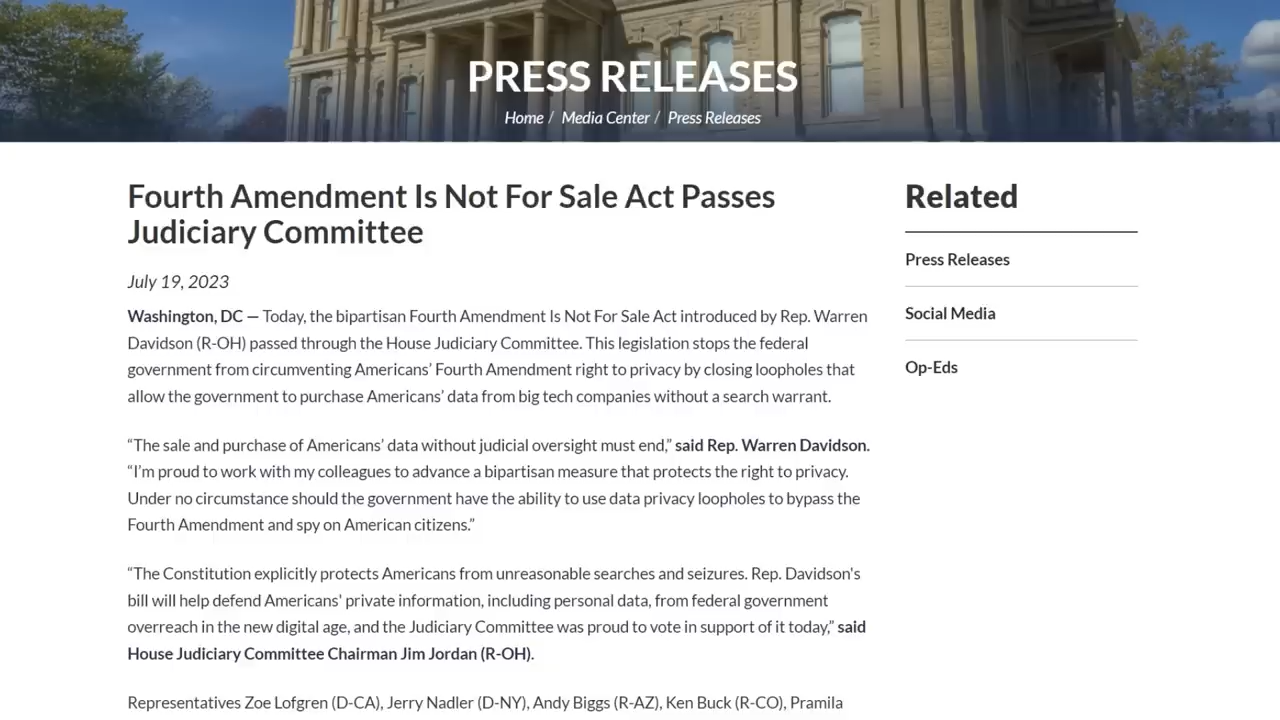 PRESS RELEASES
Home / Media Center / Press Releases
Fourth Amendment Is Not For Sale Act Passes
Judiciary Committee
July 19, 2023
Washington, DC — Today, the bipartisan Fourth Amendment Is Not For Sale Act introduced by Rep. Warren
Davidson (R-OH) passed through the House Judiciary Committee. This legislation stops the federal
government from circumventing Americans’ Fourth Amendment right to privacy by closing loopholes that
allow the government to purchase Americans’ data from big tech companies without a search warrant.
“The sale and purchase of Americans’ data without judicial oversight must end,” said Rep. Warren Davidson.
“I’m proud to work with my colleagues to advance a bipartisan measure that protects the right to privacy.
Under no circumstance should the government have the ability to use data privacy loopholes to bypass the
Fourth Amendment and spy on American citizens.”
“The Constitution explicitly protects Americans from unreasonable searches and seizures. Rep. Davidson's
bill will help defend Americans' private information, including personal data, from federal government
overreach in the new digital age, and the Judiciary Committee was proud to vote in support of it today,” said
House Judiciary Committee Chairman Jim Jordan (R-OH).
Representatives Zoe Lofgren (D-CA), Jerry Nadler (D-NY), Andy Biggs (R-AZ), Ken Buck (R-CO), Pramila
Related
Press Releases
Social Media
Op-Eds